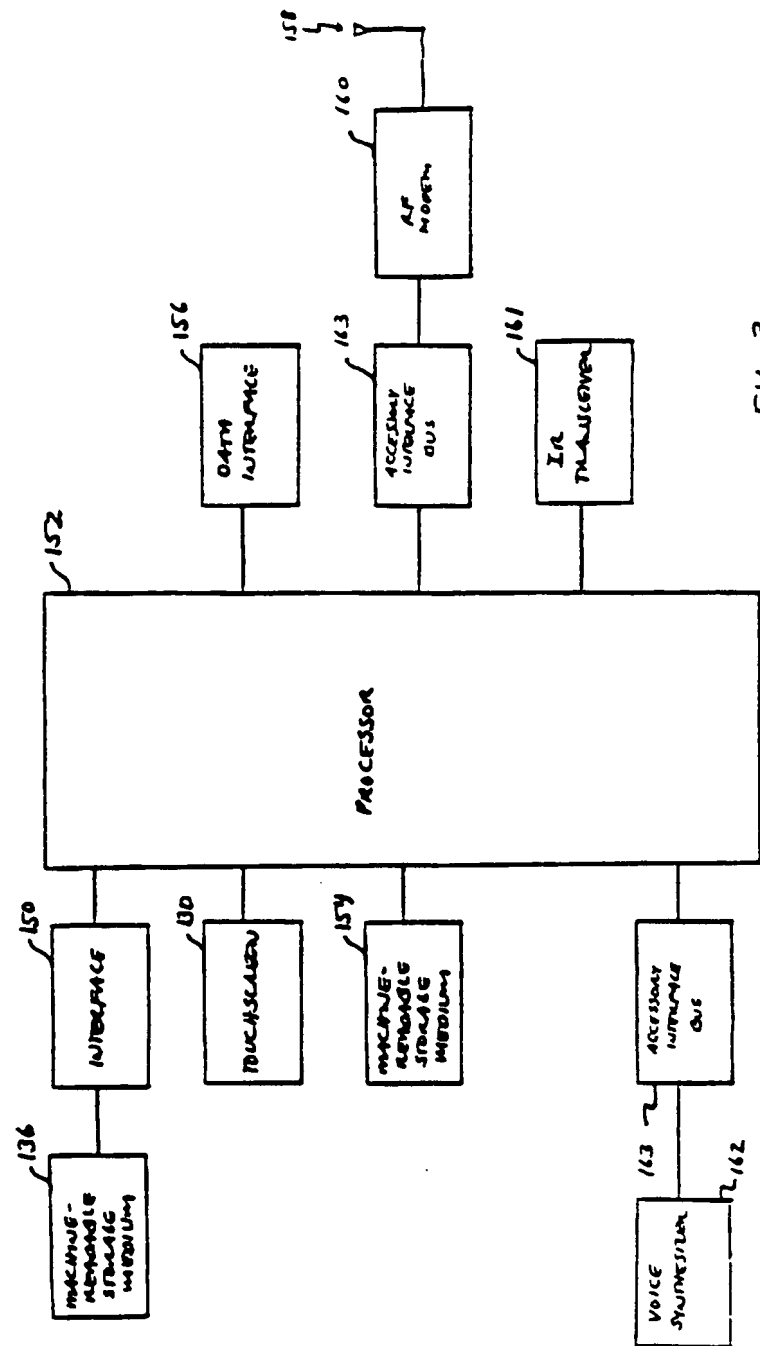 136
MACHINE-
READABLE
STORAGE
MEDIUM
150
INTERFACE
130
TOUCHSCREEN
154
MACHINE-
READABLE
STORAGE
MEDIUM
VOICE
SYNTHESIZER
162
163
ACCESSORY
INTERFACE
BUS
152
PROCESSOR
156
DATA
INTERFACE
163
ACCESSORY
INTERFACE
BUS
160
RF
MODEM
158
161
IR
TRANSCEIVER